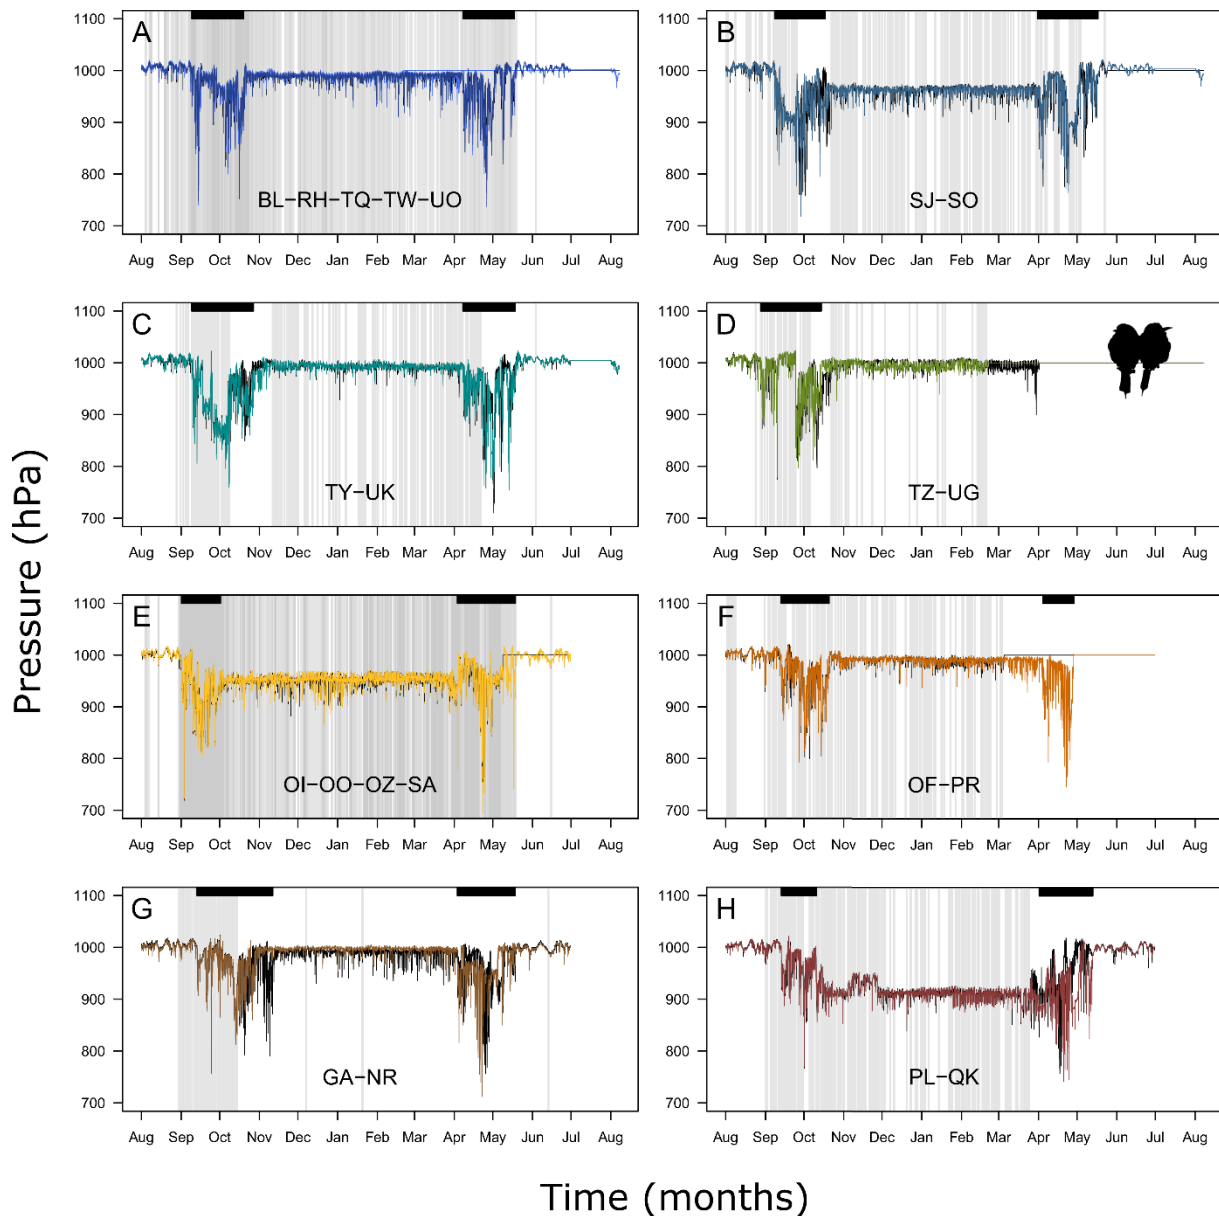 A
1100
1000
900
800
700
BL−RH−TQ−TW−UO
Aug Sep Oct Nov Dec Jan Feb Mar Apr May Jun Jul Aug
B
1100
1000
900
800
700
SJ−SO
Aug Sep Oct Nov Dec Jan Feb Mar Apr May Jun Jul Aug
C
1100
1000
900
800
700
TY−UK
Aug Sep Oct Nov Dec Jan Feb Mar Apr May Jun Jul Aug
D
1100
1000
900
800
700
TZ−UG
Aug Sep Oct Nov Dec Jan Feb Mar Apr May Jun Jul Aug
Pressure (hPa)
E
1100
1000
900
800
700
OI−OO−OZ−SA
Aug Sep Oct Nov Dec Jan Feb Mar Apr May Jun Jul Aug
F
1100
1000
900
800
700
OF−PR
Aug Sep Oct Nov Dec Jan Feb Mar Apr May Jun Jul Aug
G
1100
1000
900
800
700
GA−NR
Aug Sep Oct Nov Dec Jan Feb Mar Apr May Jun Jul Aug
H
1100
1000
900
800
700
PL−QK
Aug Sep Oct Nov Dec Jan Feb Mar Apr May Jun Jul Aug
Time (months)